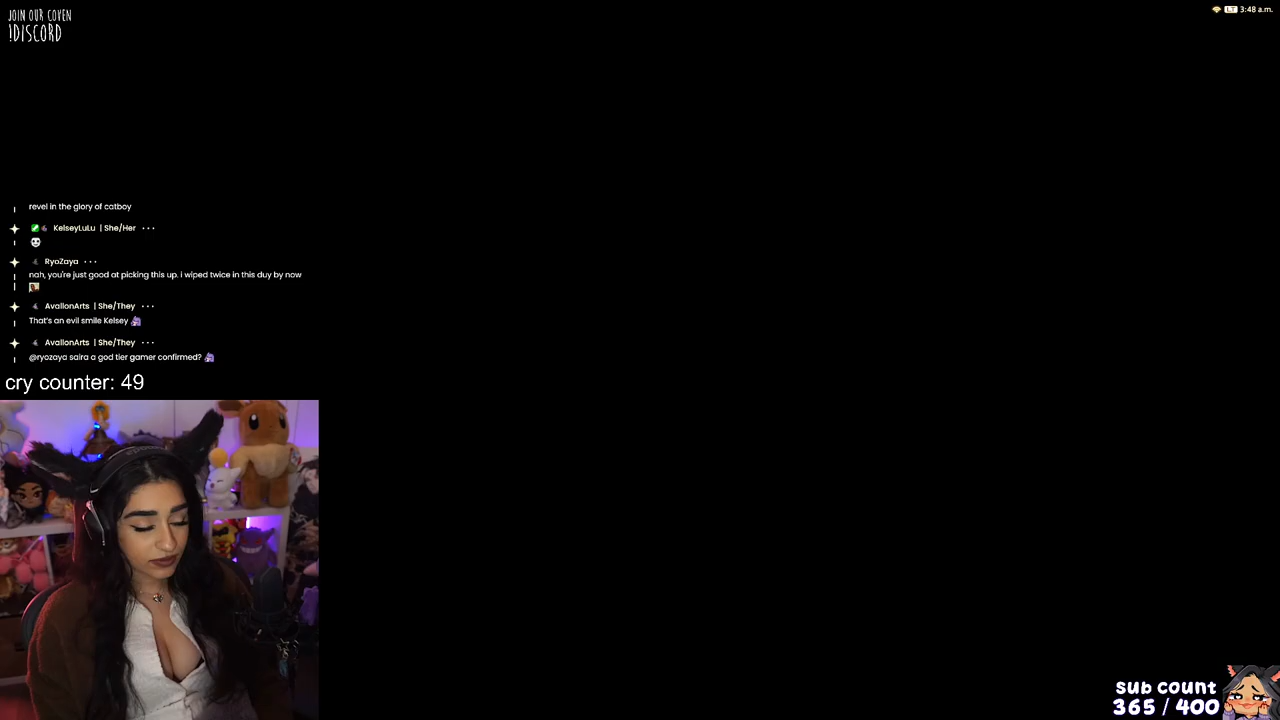 JOIN OUR COVEN
!DISCORD
LT 3:48 a.m.
revel in the glory of catboy
KelseyLuLu | She/Her
RyoZaya
nah, you're just good at picking this up. i wiped twice in this duy by now
AvallonArts | She/They
That's an evil smile Kelsey
AvallonArts | She/They
@ryozaya saira a god tier gamer confirmed?
cry counter: 49
sub count
365 / 400